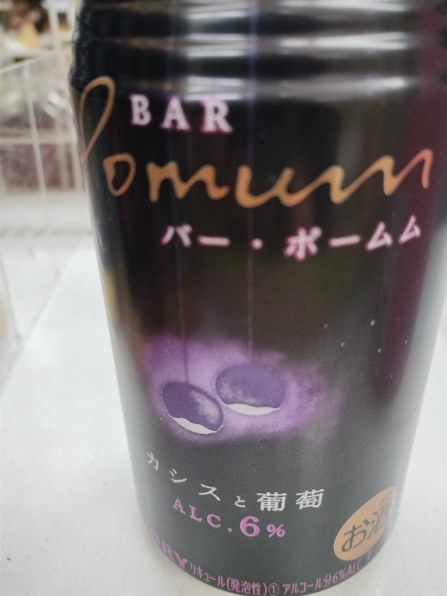 BAR
Pomum
バー・ポームム
カシスと葡萄
ALC.6%
お酒
リキュール(発泡性)① アルコール分6%